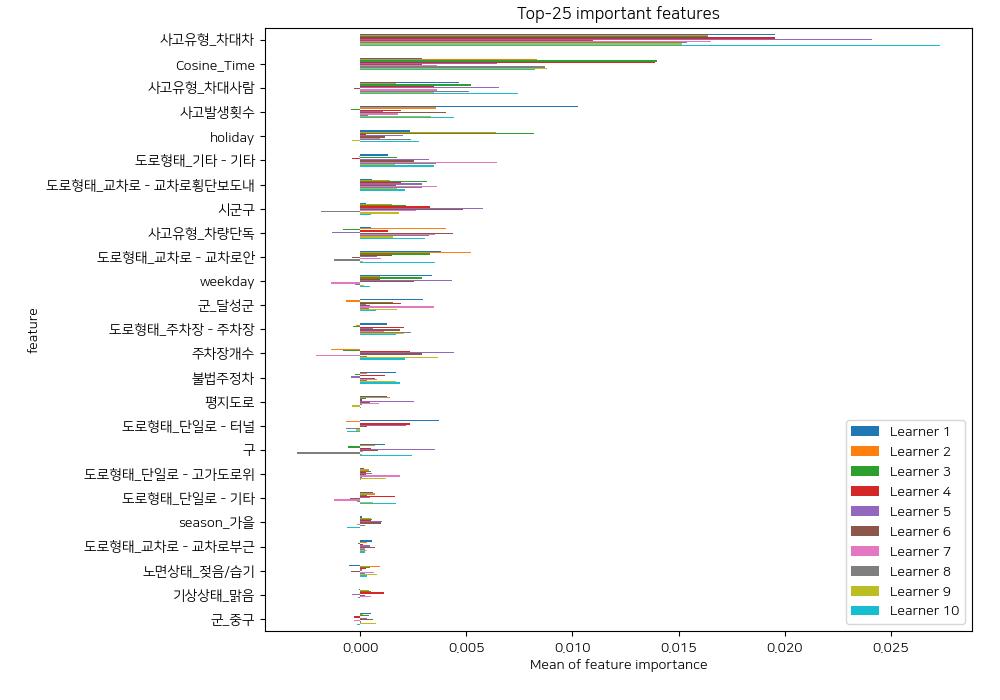 Top-25 important features
사고유형_차대차
Cosine_Time
사고유형_차대사람
사고발생횟수
holiday
도로형태_기타 - 기타
도로형태_교차로 - 교차로횡단보도내
시군구
사고유형_차량단독
도로형태_교차로 - 교차로안
weekday
군_달성군
도로형태_주차장 - 주차장
주차장개수
불법주정차
평지도로
도로형태_단일로 - 터널
구
도로형태_단일로 - 고가도로위
도로형태_단일로 - 기타
season_가을
도로형태_교차로 - 교차로부근
노면상태_젖음/습기
기상상태_맑음
군_중구
feature
Learner 1
Learner 2
Learner 3
Learner 4
Learner 5
Learner 6
Learner 7
Learner 8
Learner 9
Learner 10
0.000 0.005 0.010 0.015 0.020 0.025
Mean of feature importance